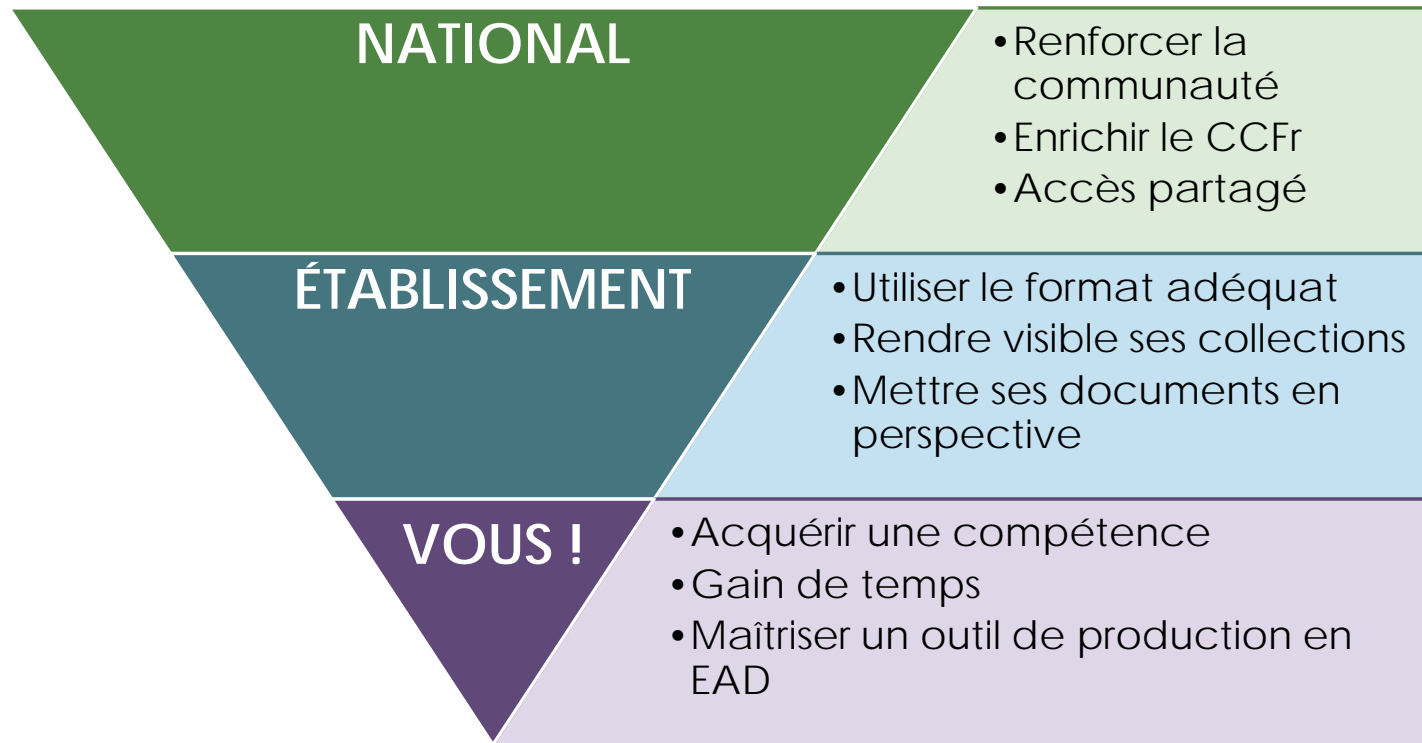 NATIONAL
•Renforcer la
communauté
•Enrichir le CCFr
•Accès partagé
ÉTABLISSEMENT
•Utiliser le format adéquat
•Rendre visible ses collections
•Mettre ses documents en
perspective
VOUS !
•Acquérir une compétence
•Gain de temps
•Maîtriser un outil de production en
EAD